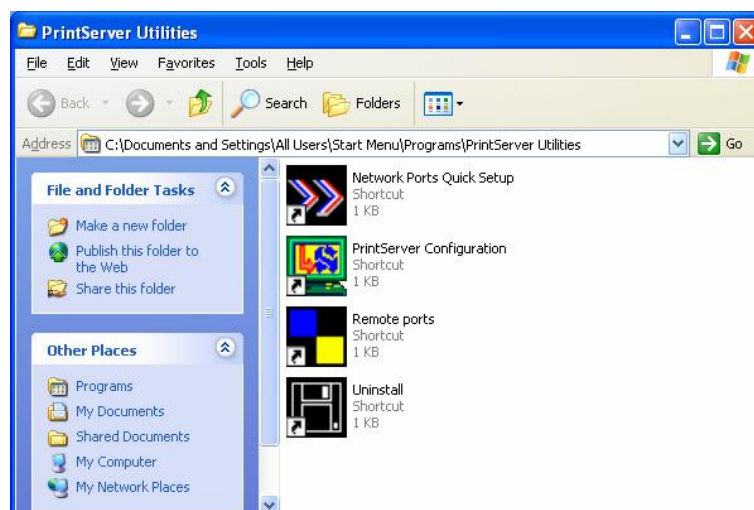 PrintServer Utilities
File Edit View Favorites Tools Help
Back Search Folders
Address C:\Documents and Settings\All Users\Start Menu\Programs\PrintServer Utilities Go
File and Folder Tasks
Make a new folder
Publish this folder to
the Web
Share this folder
Other Places
Programs
My Documents
Shared Documents
My Computer
My Network Places
Network Ports Quick Setup
Shortcut
1 KB
PrintServer Configuration
Shortcut
1 KB
Remote ports
Shortcut
1 KB
Uninstall
Shortcut
1 KB